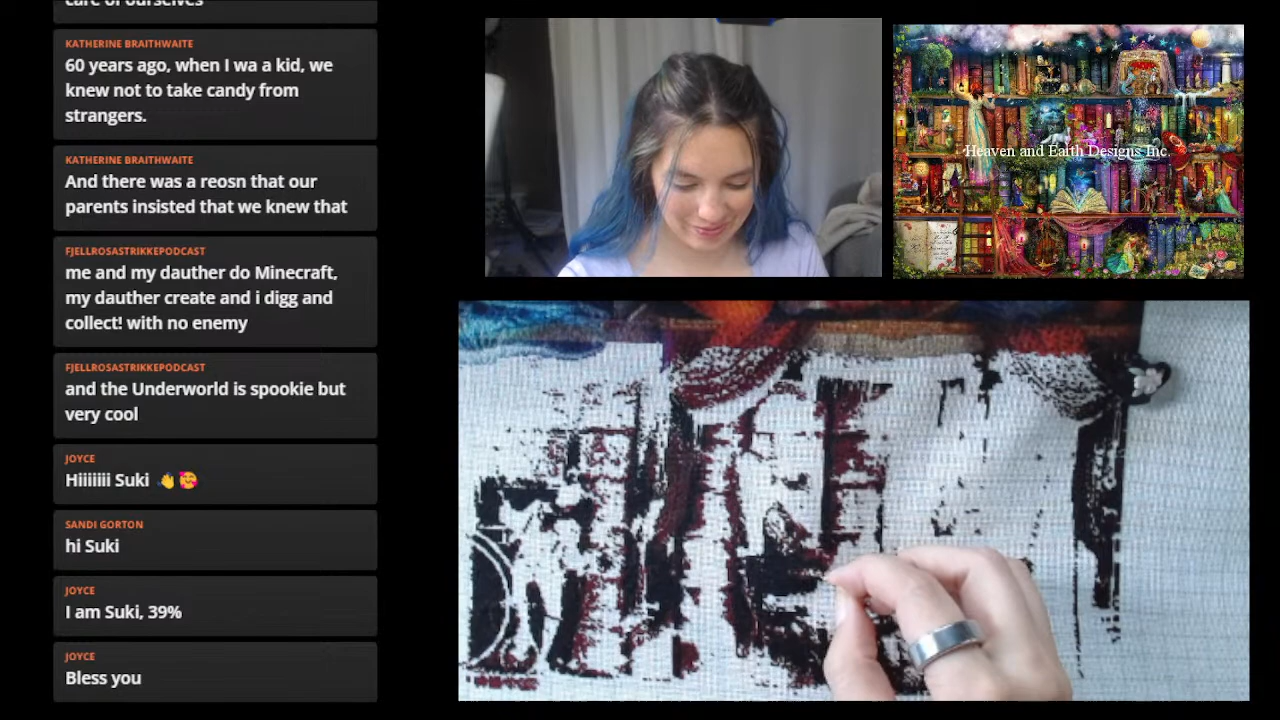 care of ourselves
KATHERINE BRAITHWAITE
60 years ago, when I wa a kid, we
knew not to take candy from
strangers.
KATHERINE BRAITHWAITE
And there was a reosn that our
parents insisted that we knew that
FJELLROSASTRIKKEPODCAST
me and my dauther do Minecraft,
my dauther create and i digg and
collect! with no enemy
FJELLROSASTRIKKEPODCAST
and the Underworld is spookie but
very cool
JOYCE
Hiiiiiii Suki 👋🥰
SANDI GORTON
hi Suki
JOYCE
I am Suki, 39%
JOYCE
Bless you
Heaven and Earth Designs Inc.